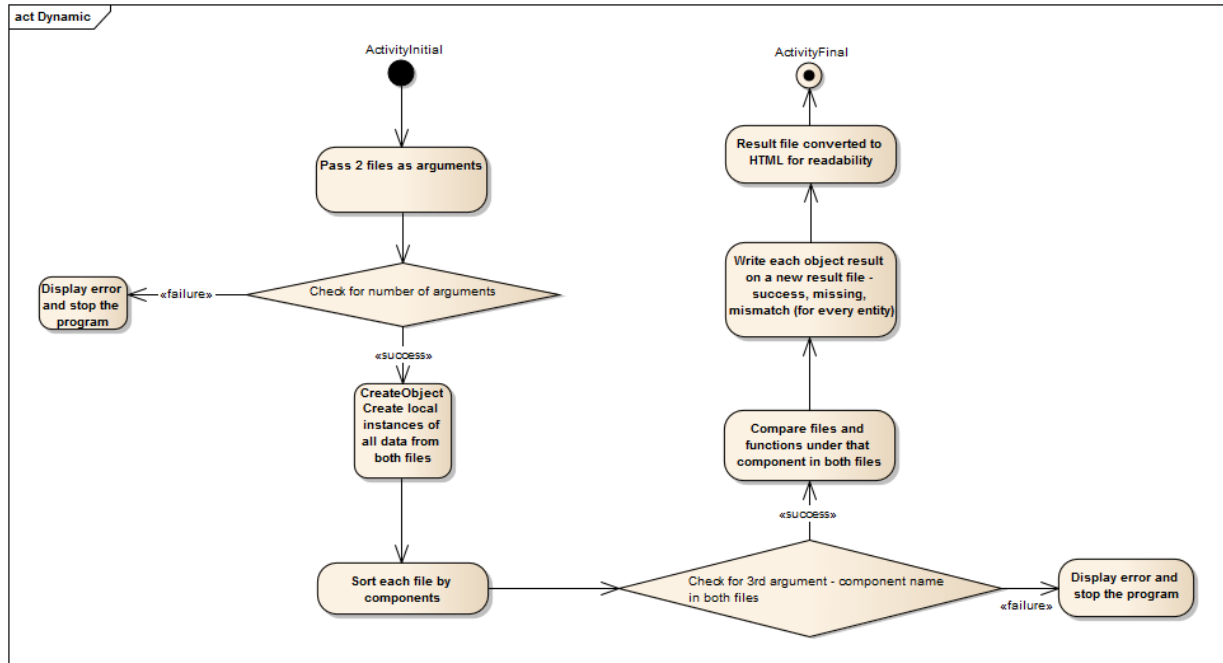 act Dynamic
ActivityInitial
Pass 2 files as arguments
Check for number of arguments
«failure»
Display error
and stop the
program
«success»
CreateObject
Create local
instances of
all data from
both files
Sort each file by
components
Check for 3rd argument - component name
in both files
«failure»
Display error and
stop the program
«success»
Compare files and
functions under that
component in both files
Write each object result
on a new result file -
success, missing,
mismatch (for every entity)
Result file converted to
HTML for readability
ActivityFinal